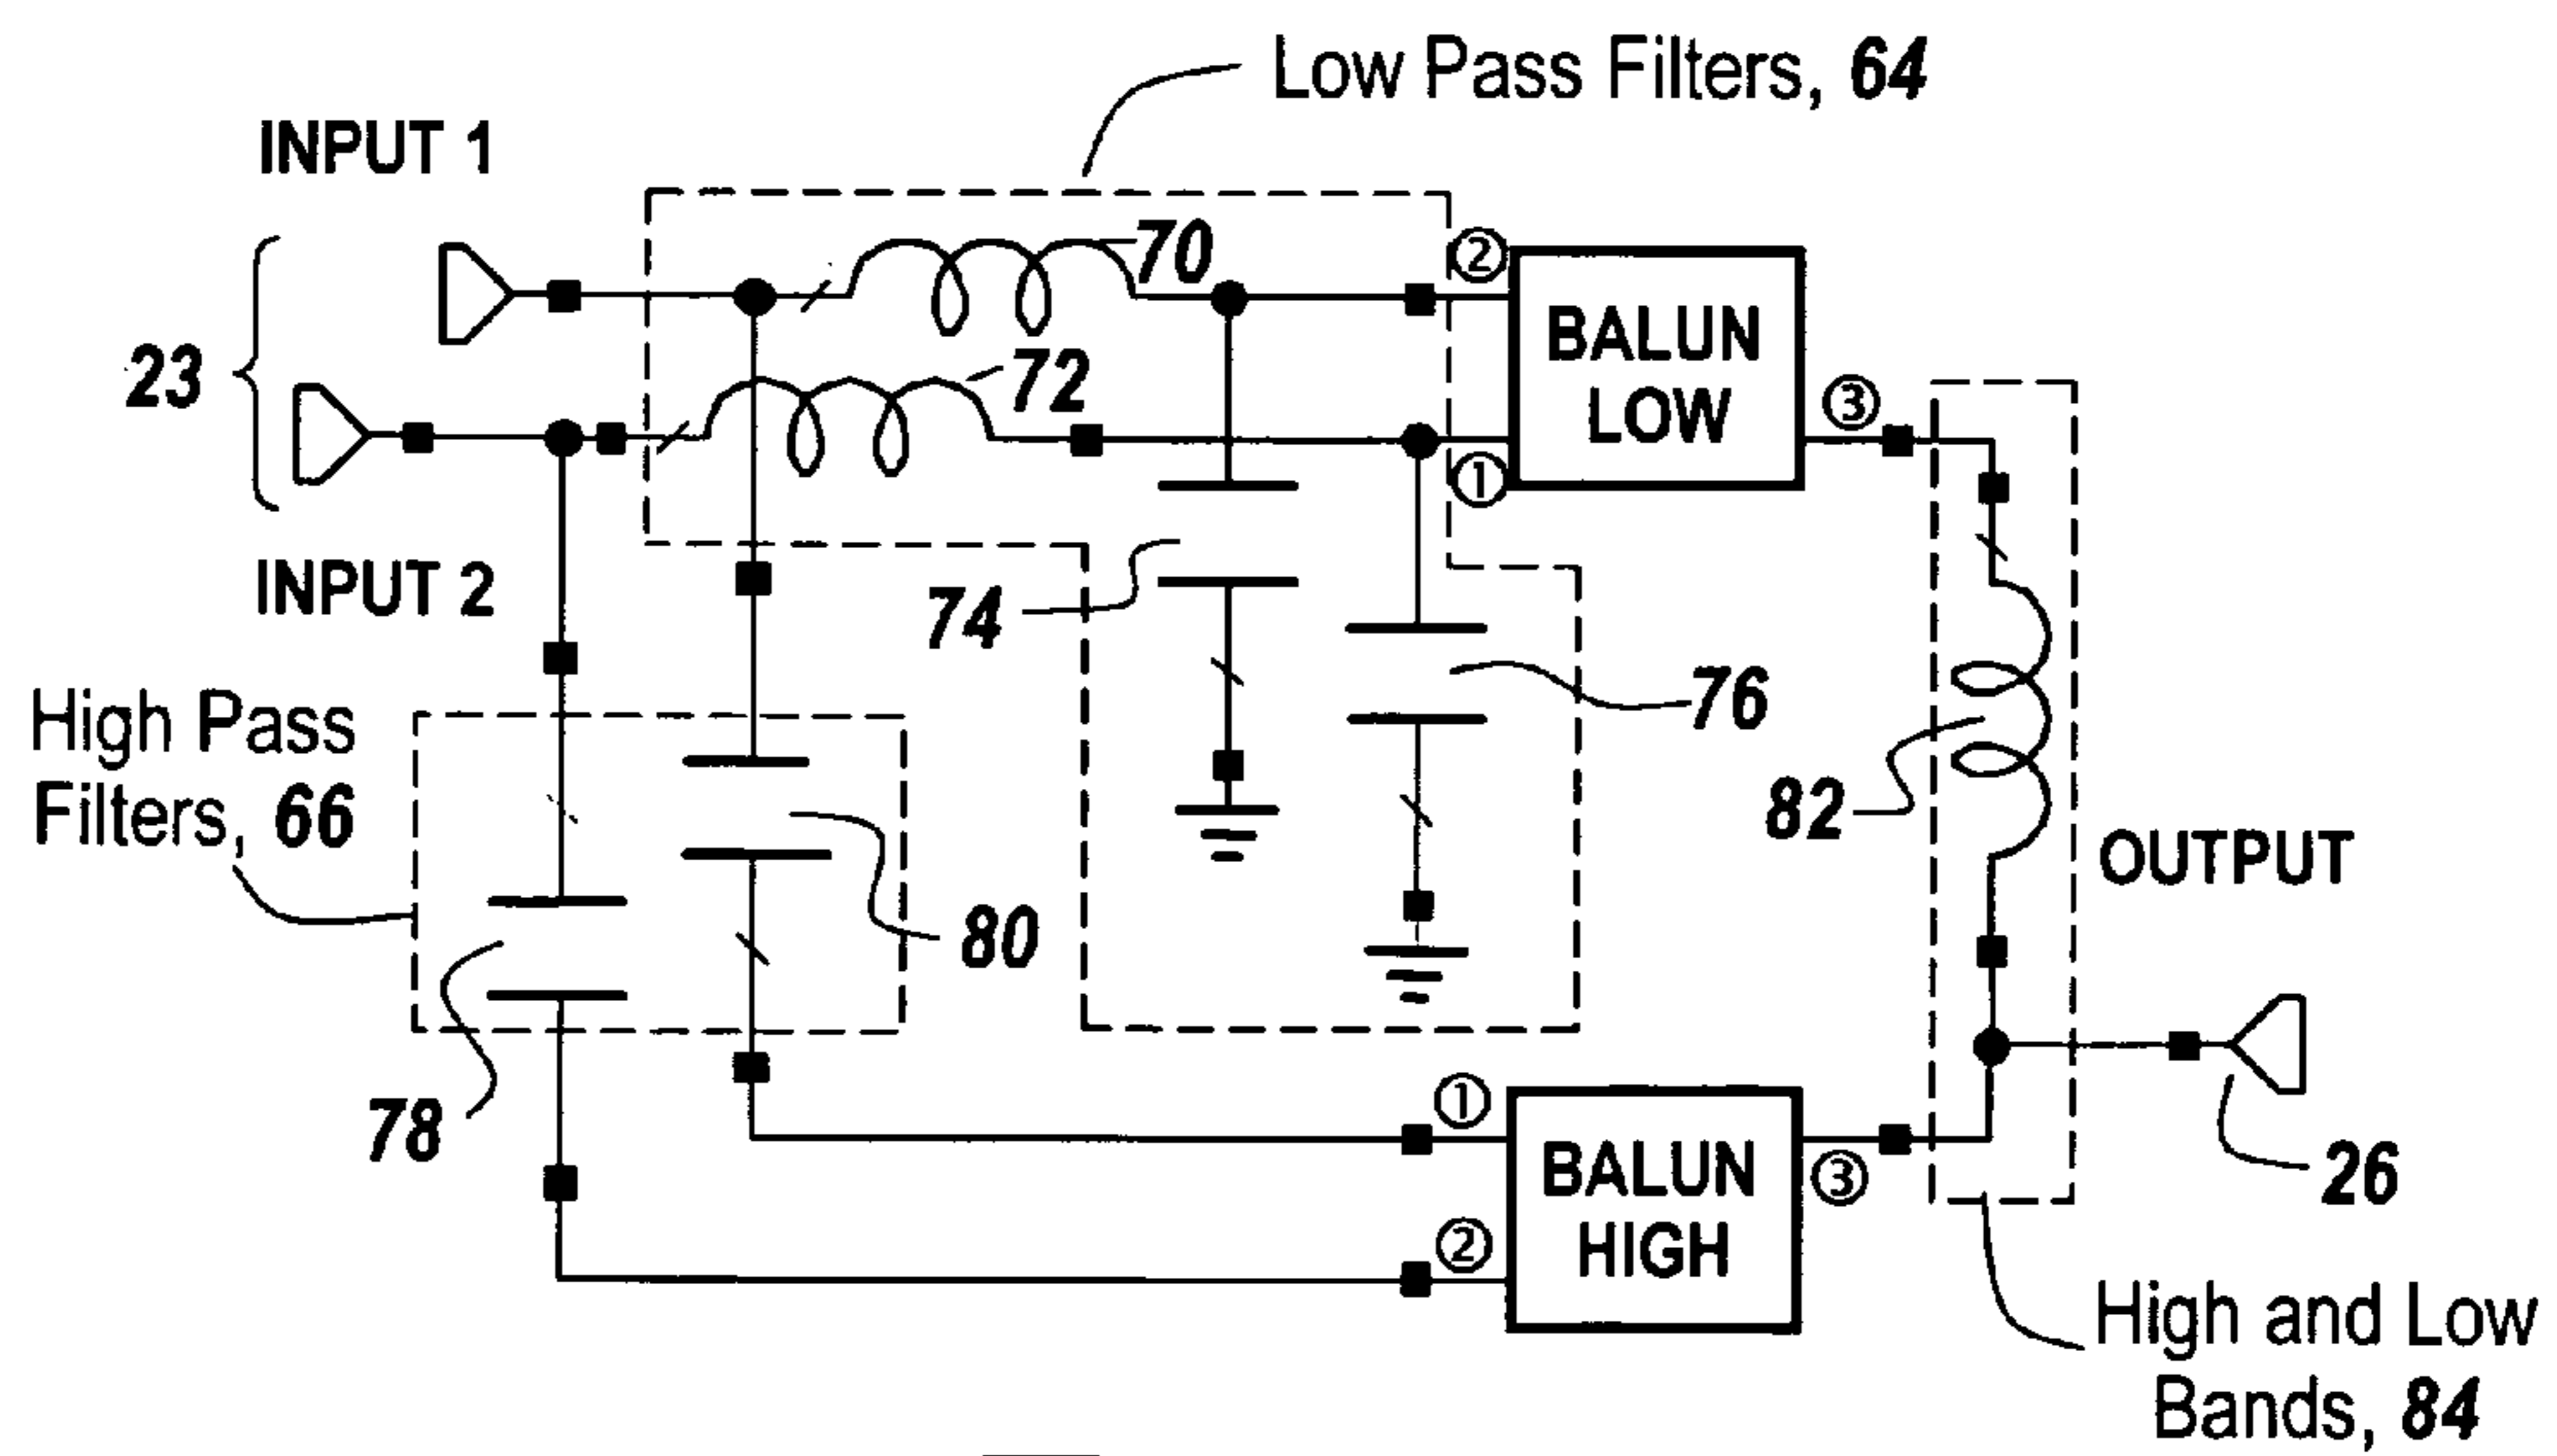 Low Pass Filters, 64
INPUT 1
70
②
BALUN
LOW
23
72
③
①
INPUT 2
74
76
High Pass
Filters, 66
82
OUTPUT
80
78
①
BALUN
HIGH
③
26
②
High and Low
Bands, 84